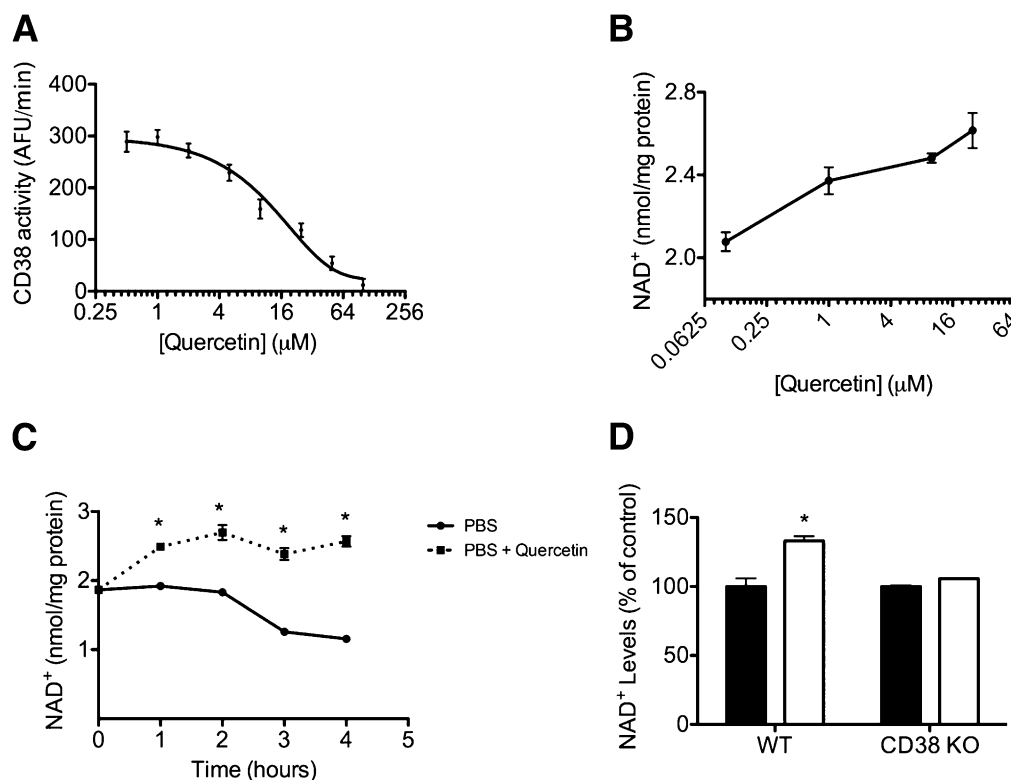 A
CD38 activity (AFU/min)
400
300
200
100
0
0.25 1 4 16 64 256
[Quercetin] (μM)
B
NAD+ (nmol/mg protein)
2.8
2.4
2.0
0.0625 0.25 1 4 16 64
[Quercetin] (μM)
C
NAD+ (nmol/mg protein)
3
2
1
* * * *
0 1 2 3 4 5
Time (hours)
PBS
PBS + Quercetin
D
NAD+ Levels (% of control)
150
100
50
0
*
WT CD38 KO